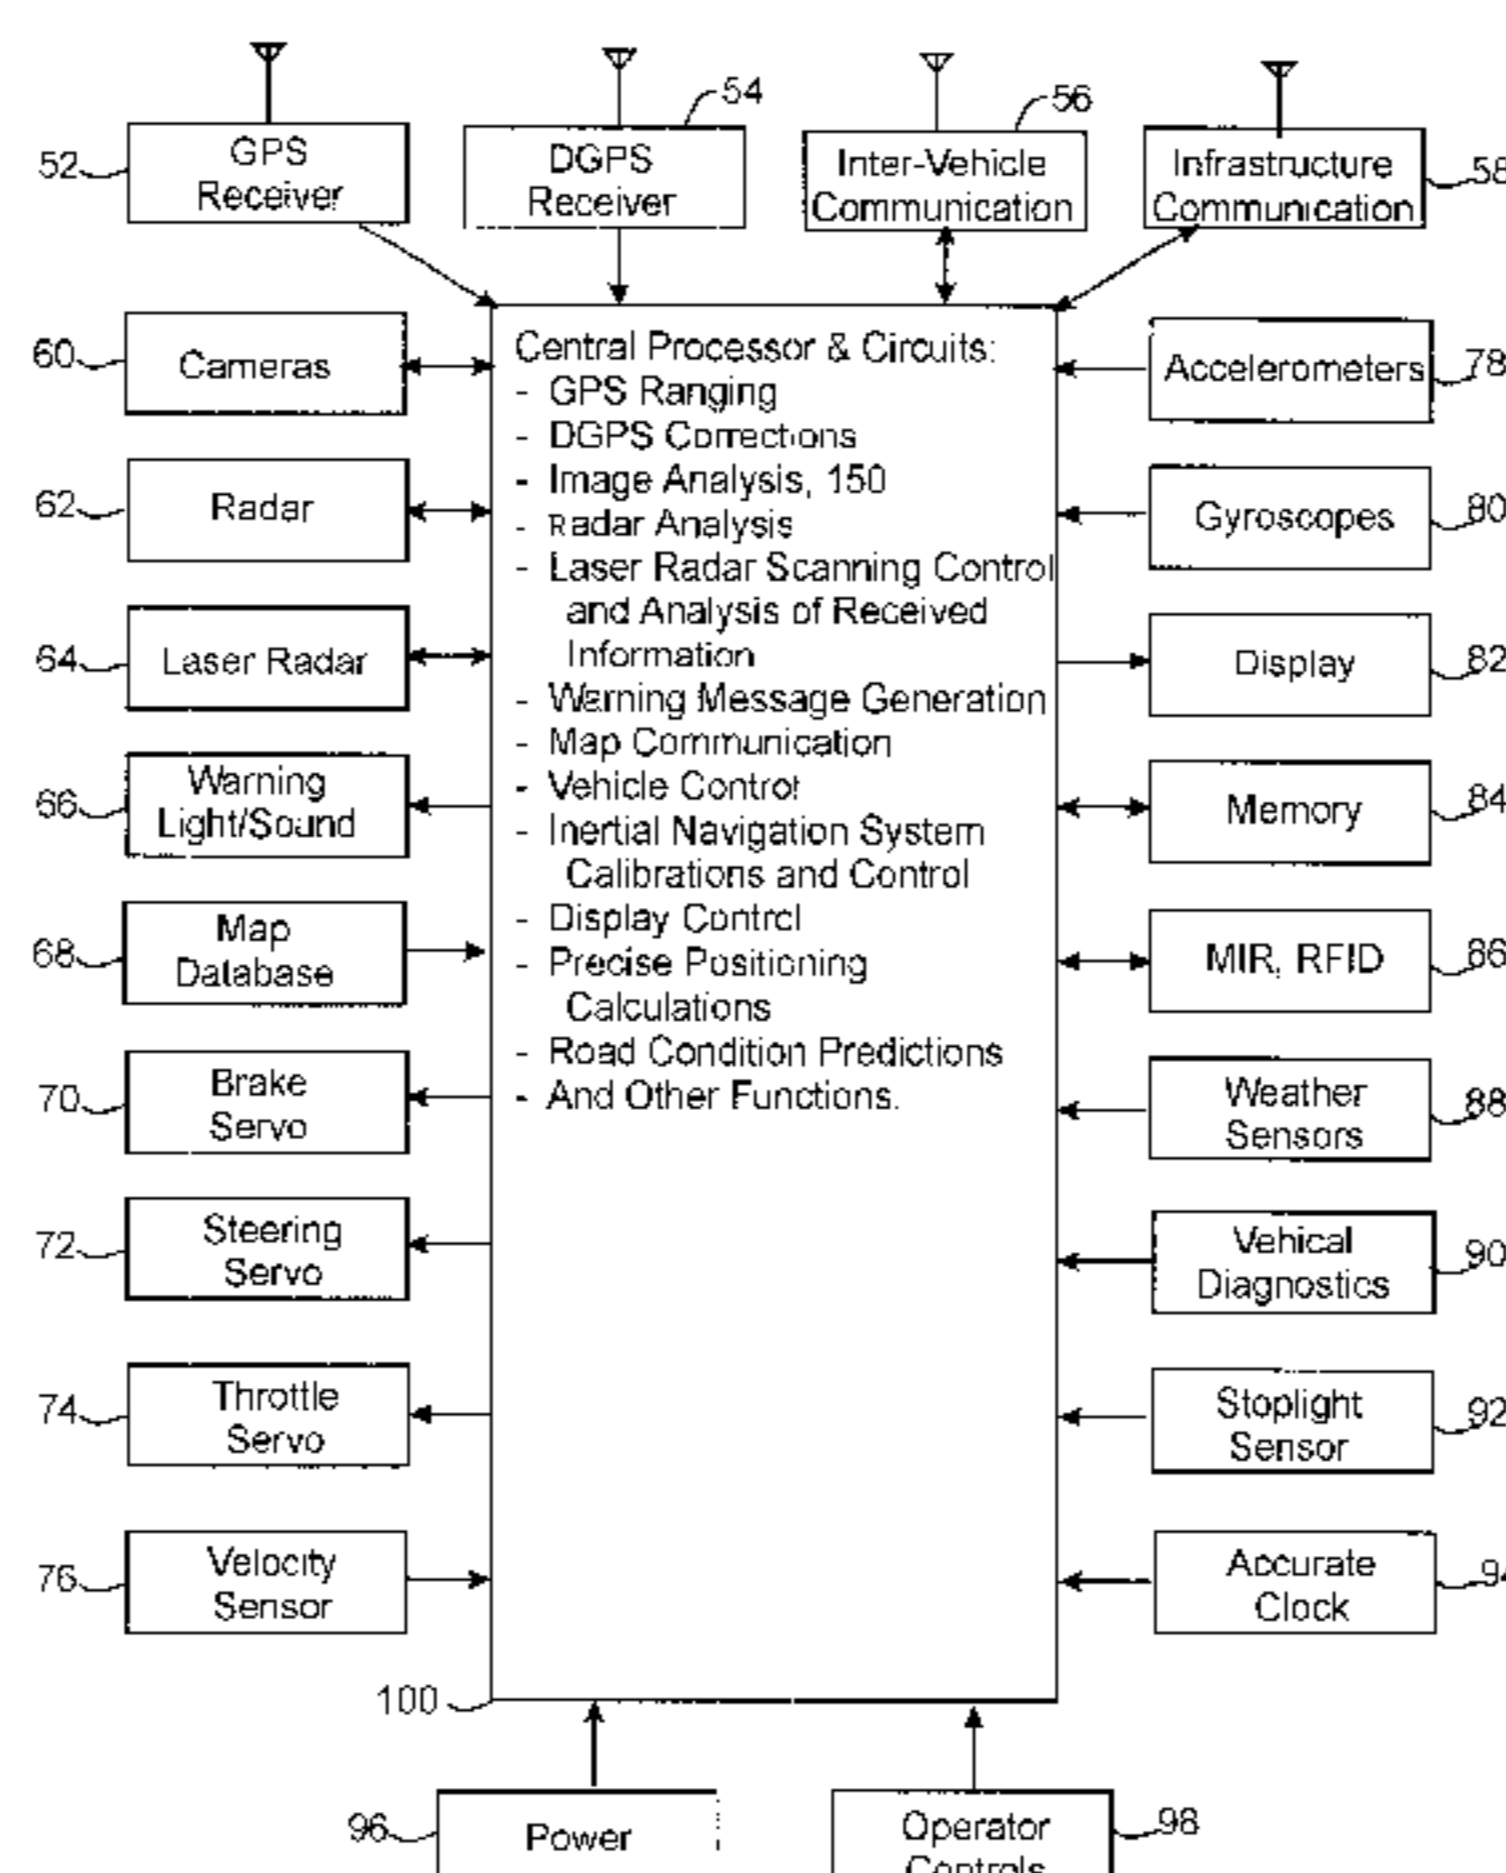 54
56
52
GPS
Receiver
DGPS
Receiver
Inter-Vehicle
Communication
Infrastructure
Communication
58
60
Cameras
62
Radar
64
Laser Radar
66
Warning
Light/Sound
68
Map
Database
70
Brake
Servo
72
Steering
Servo
74
Throttle
Servo
76
Velocity
Sensor
Central Processor & Circuits:
- GPS Ranging
- DGPS Corrections
- Image Analysis, 150
- Radar Analysis
- Laser Radar Scanning Control
and Analysis of Received
Information
- Warning Message Generation
- Map Communication
- Vehicle Control
- Inertial Navigation System
Calibrations and Control
- Display Control
- Precise Positioning
Calculations
- Road Condition Predictions
- And Other Functions.
100
Accelerometers
78
Gyroscopes
80
Display
82
Memory
84
MIR, RFID
86
Weather
Sensors
88
Vehical
Diagnostics
90
Stoplight
Sensor
92
Accurate
Clock
94
96
Power
Operator
Controls
98